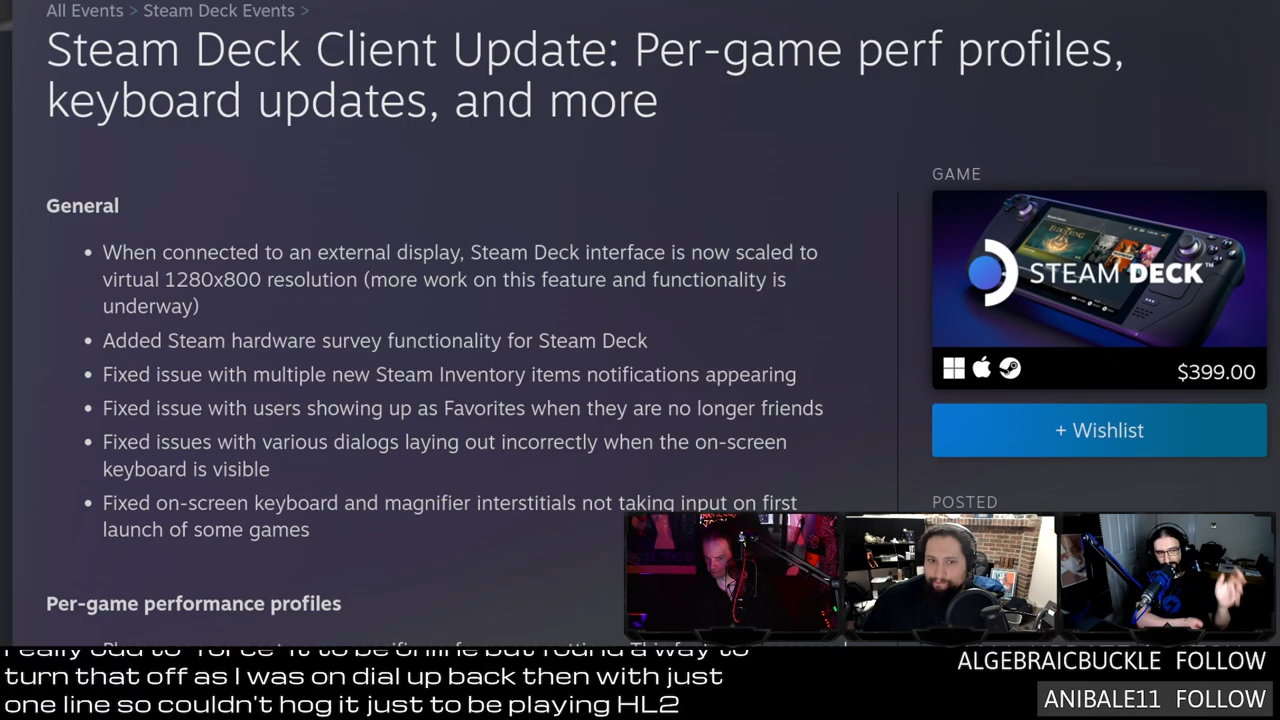 All Events > Steam Deck Events >
Steam Deck Client Update: Per-game perf profiles,
keyboard updates, and more
General
• When connected to an external display, Steam Deck interface is now scaled to
virtual 1280x800 resolution (more work on this feature and functionality is
underway)
• Added Steam hardware survey functionality for Steam Deck
• Fixed issue with multiple new Steam Inventory items notifications appearing
• Fixed issue with users showing up as Favorites when they are no longer friends
• Fixed issues with various dialogs laying out incorrectly when the on-screen
keyboard is visible
• Fixed on-screen keyboard and magnifier interstitials not taking input on first
launch of some games
Per-game performance profiles
GAME
STEAM DECK™
$399.00
+ Wishlist
POSTED
turn that off as I was on dial up back then with just
one line so couldn't hog it just to be playing HL2
ALGEBRAICBUCKLE FOLLOW
ANIBALE11 FOLLOW